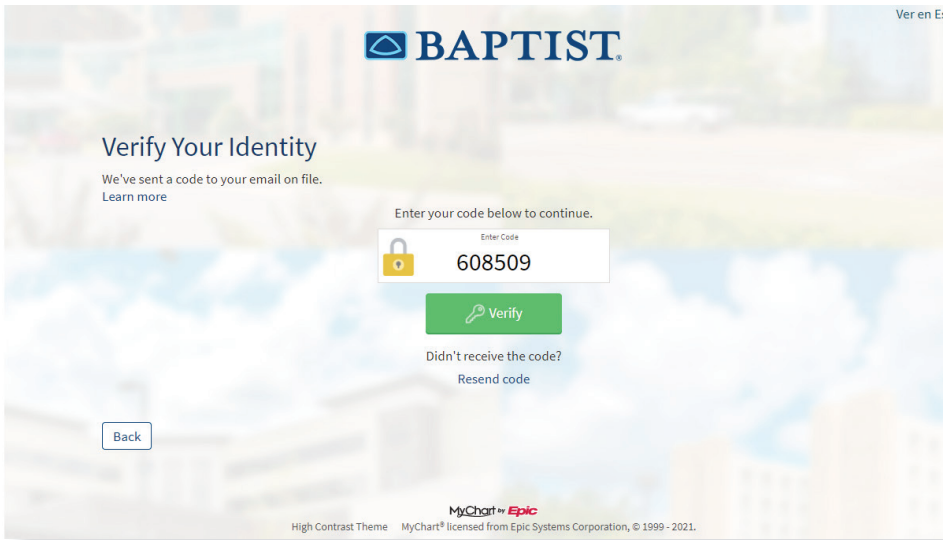 Ver en Es
BAPTIST.
Verify Your Identity
We've sent a code to your email on file.
Learn more
Enter your code below to continue.
Enter Code
608509
Verify
Didn't receive the code?
Resend code
Back
MyChart by Epic
High Contrast Theme MyChart® licensed from Epic Systems Corporation, © 1999 - 2021.